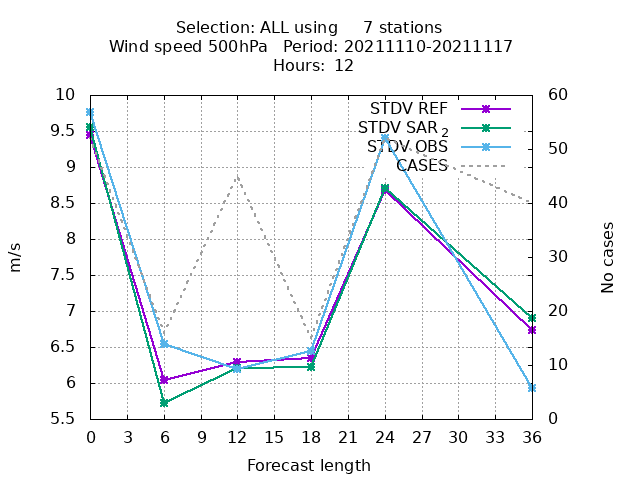 Selection: ALL using     7 stations
Wind speed 500hPa   Period: 20211110-20211117
Hours: 12
10
9.5
9
8.5
8
7.5
7
6.5
6
5.5
60
50
40
30
20
10
0
STDV REF
STDV SAR2
STDV OBS
CASES
m/s
No cases
0 3 6 9 12 15 18 21 24 27 30 33 36
Forecast length